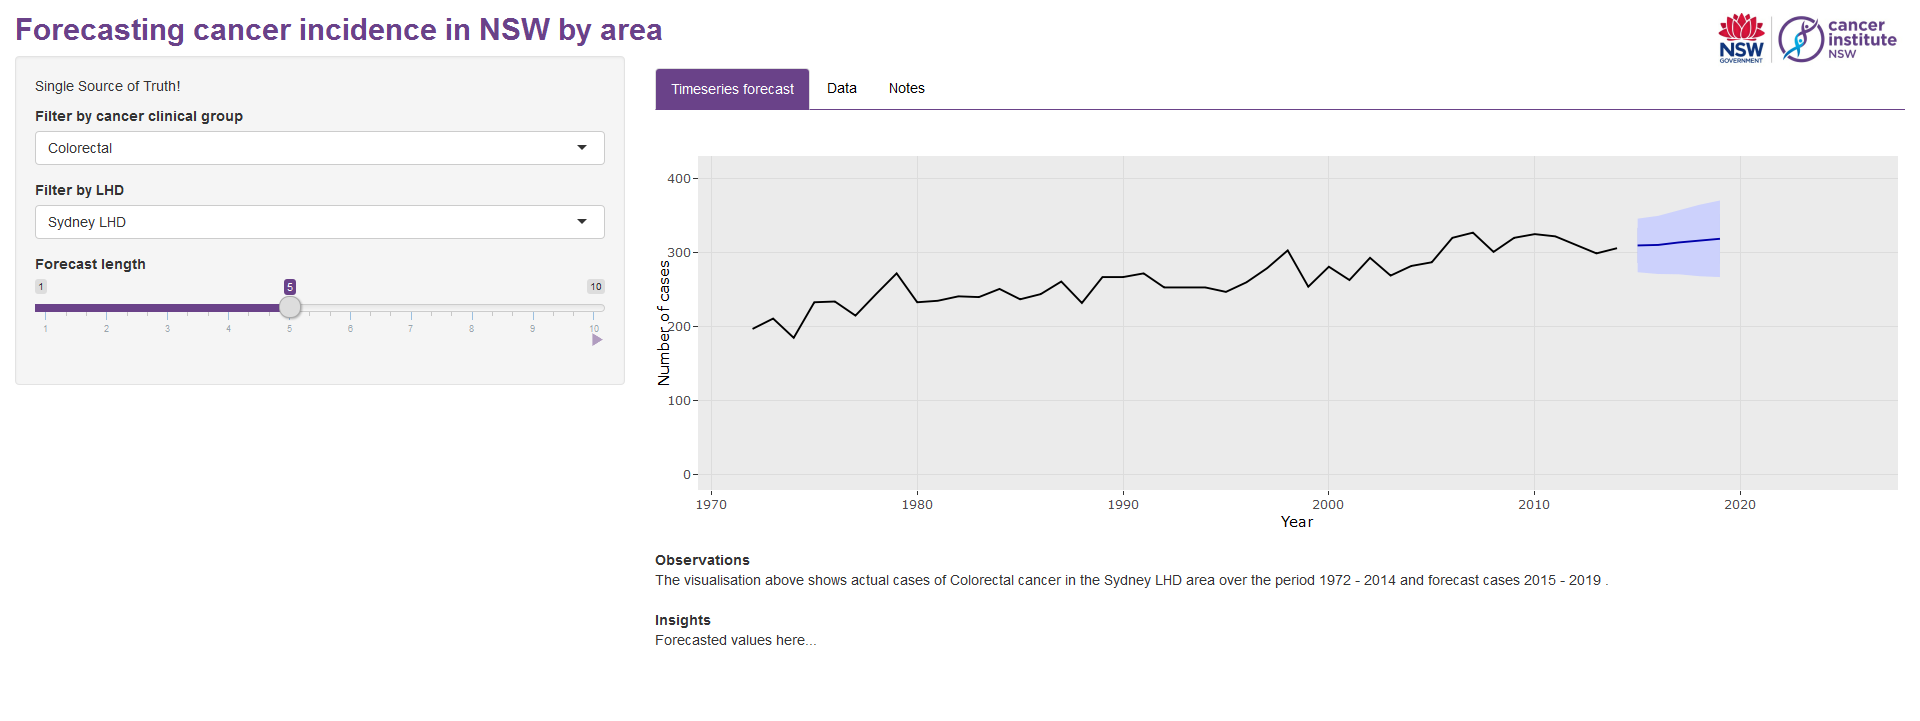 Forecasting cancer incidence in NSW by area
NSW
GOVERNMENT
cancer
institute
NSW
Single Source of Truth!
Filter by cancer clinical group
Colorectal
Filter by LHD
Sydney LHD
Forecast length
1 5 10
1 2 3 4 5 6 7 8 9 10
Timeseries forecast Data Notes
Number of cases
400
300
200
100
0
1970 1980 1990 2000 2010 2020
Year
Observations
The visualisation above shows actual cases of Colorectal cancer in the Sydney LHD area over the period 1972 - 2014 and forecast cases 2015 - 2019 .
Insights
Forecasted values here...